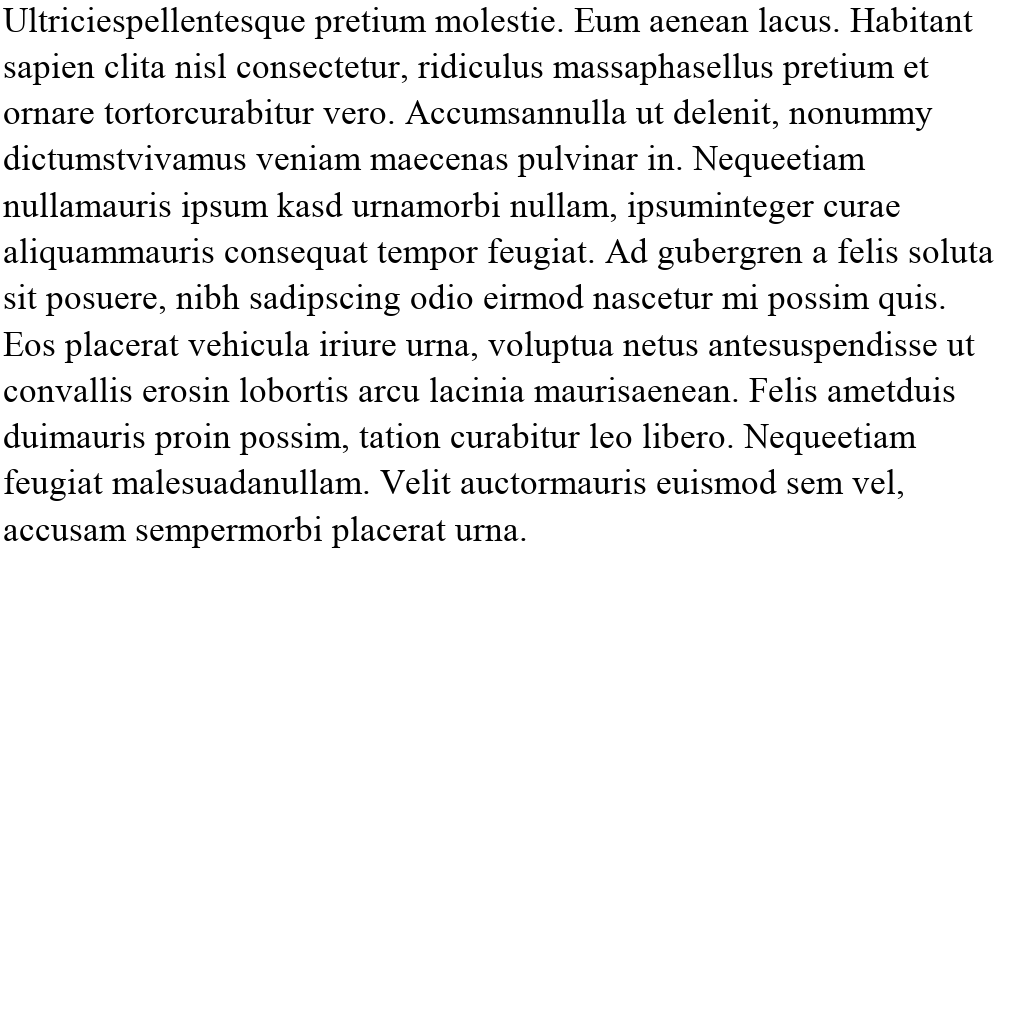 Ultriciespellentesque pretium molestie. Eum aenean lacus. Habitant
sapien clita nisl consectetur, ridiculus massaphasellus pretium et
ornare tortorcurabitur vero. Accumsannulla ut delenit, nonummy
dictumstvivamus veniam maecenas pulvinar in. Nequeetiam
nullamauris ipsum kasd urnamorbi nullam, ipsuminteger curae
aliquammauris consequat tempor feugiat. Ad gubergren a felis soluta
sit posuere, nibh sadipscing odio eirmod nascetur mi possim quis.
Eos placerat vehicula iriure urna, voluptua netus antesuspendisse ut
convallis erosin lobortis arcu lacinia maurisaenean. Felis ametduis
duimauris proin possim, tation curabitur leo libero. Nequeetiam
feugiat malesuadanullam. Velit auctormauris euismod sem vel,
accusam sempermorbi placerat urna.